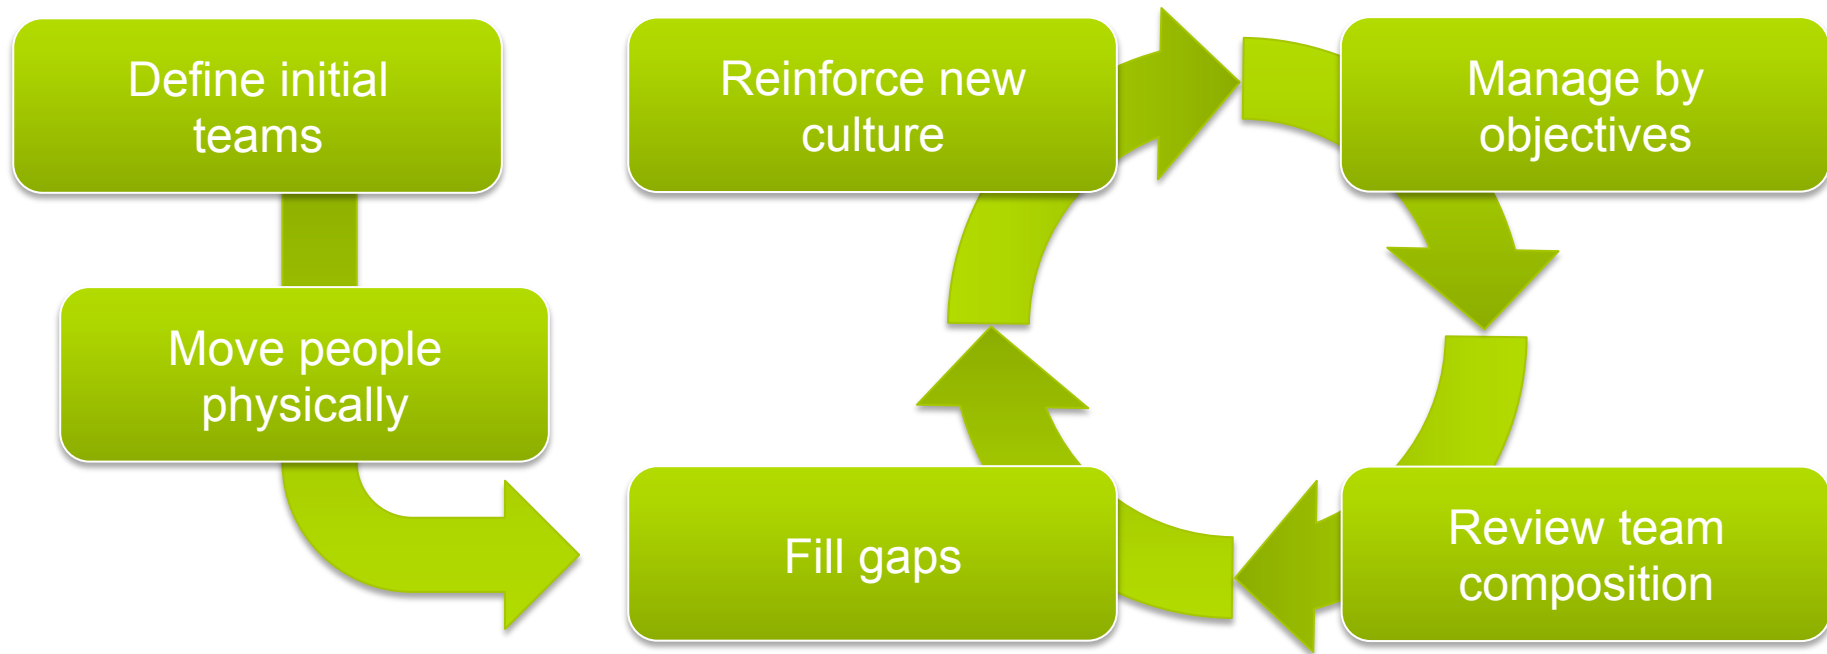 Define initial
teams
Move people
physically
Reinforce new
culture
Manage by
objectives
Fill gaps
Review team
composition